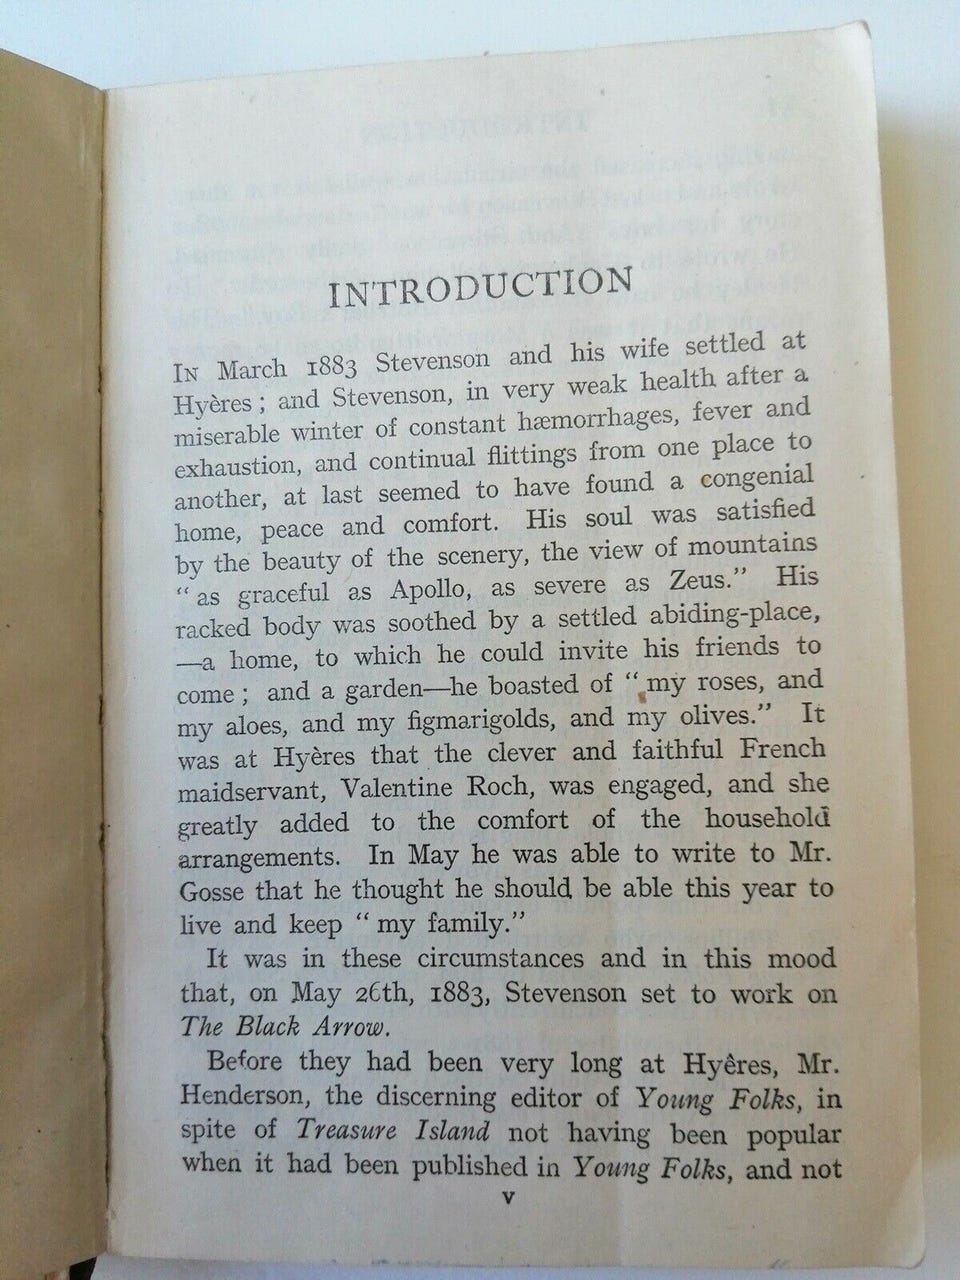 INTRODUCTION
In March 1883 Stevenson and his wife settled at
Hyères; and Stevenson, in very weak health after a
miserable winter of constant hæmorrhages, fever and
exhaustion, and continual flittings from one place to
another, at last seemed to have found a congenial
home, peace and comfort. His soul was satisfied
by the beauty of the scenery, the view of mountains
“as graceful as Apollo, as severe as Zeus.” His
racked body was soothed by a settled abiding-place,
—a home, to which he could invite his friends to
come; and a garden—he boasted of “my roses, and
my aloes, and my figmarigolds, and my olives.” It
was at Hyères that the clever and faithful French
maidservant, Valentine Roch, was engaged, and she
greatly added to the comfort of the household
arrangements. In May he was able to write to Mr.
Gosse that he thought he should be able this year to
live and keep “my family.”
It was in these circumstances and in this mood
that, on May 26th, 1883, Stevenson set to work on
The Black Arrow.
Before they had been very long at Hyêres, Mr.
Henderson, the discerning editor of Young Folks, in
spite of Treasure Island not having been popular
when it had been published in Young Folks, and not
v